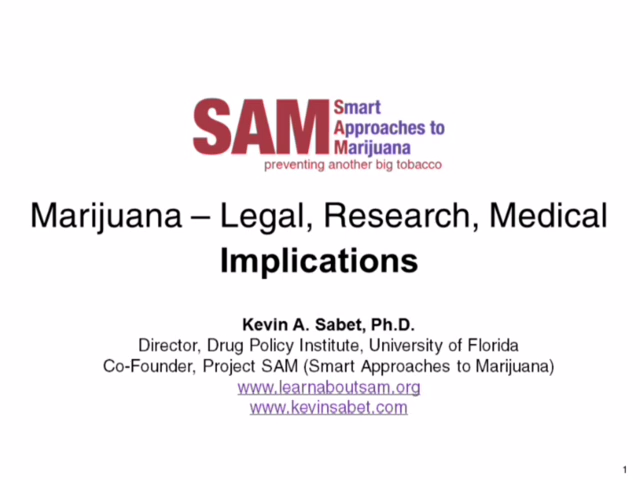 SAM Smart
Approaches to
Marijuana
preventing another big tobacco
Marijuana – Legal, Research, Medical
Implications
Kevin A. Sabet, Ph.D.
Director, Drug Policy Institute, University of Florida
Co-Founder, Project SAM (Smart Approaches to Marijuana)
www.learnaboutsam.org
www.kevinsabet.com
1